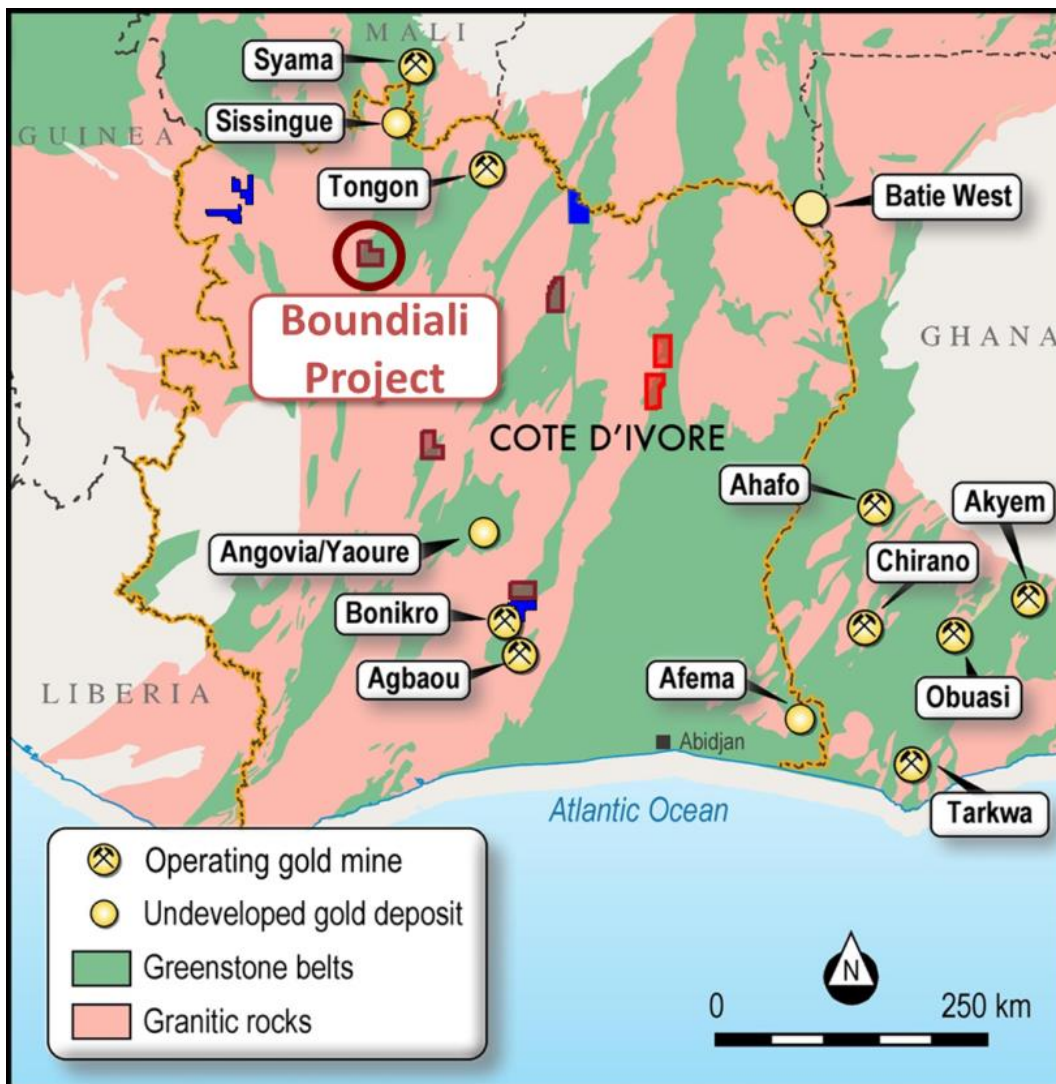 MALI
Syama
Sissingue
GUINEA
Tongon
Batie West
Boundiali
Project
GHANA
COTE D'IVORE
Ahafo
Akyem
Angovia/Yaoure
Chirano
Bonikro
Agbaou
Afema
Obuasi
LIBERIA
Abidjan
Tarkwa
Atlantic Ocean
Operating gold mine
Undeveloped gold deposit
Greenstone belts
Granitic rocks
N
0 250 km